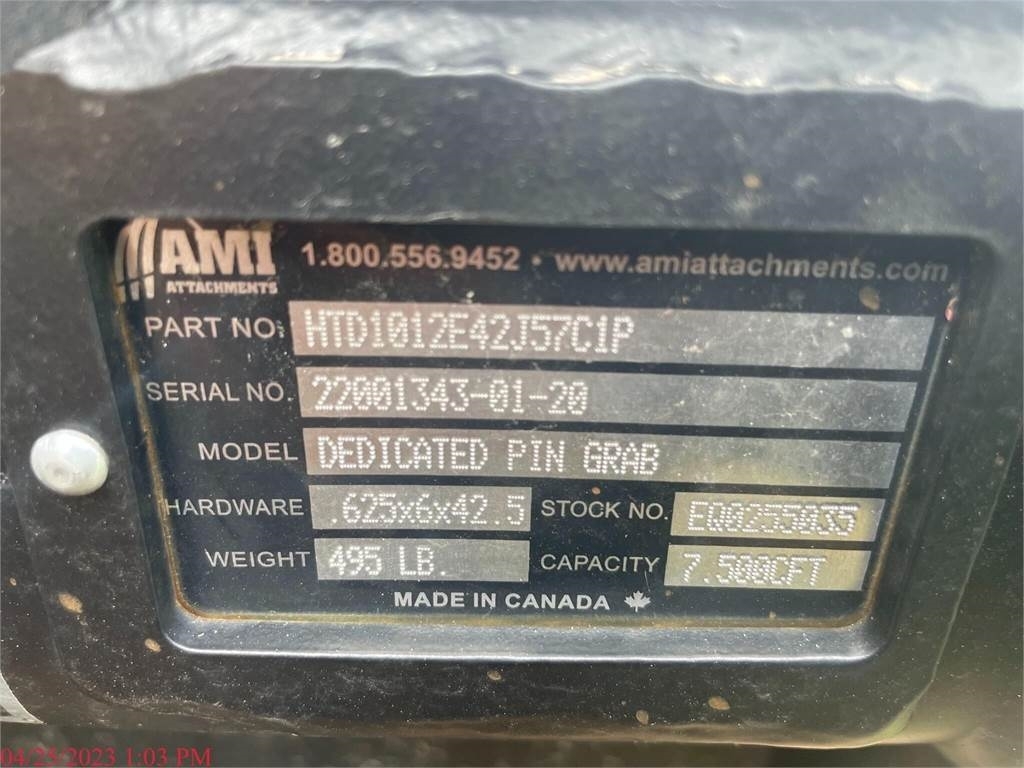 AMI
ATTACHMENTS
1.800.556.9452 • www.amiattachments.com
PART NO: HTD1012E42J57C1P
SERIAL NO. 22001343-01-20
MODEL DEDICATED PIN GRAB
HARDWARE .625x6x42.5 STOCK NO. EQ0255035
WEIGHT 495 LB. CAPACITY 7.500CFT
MADE IN CANADA
04/25/2023 1:03 PM